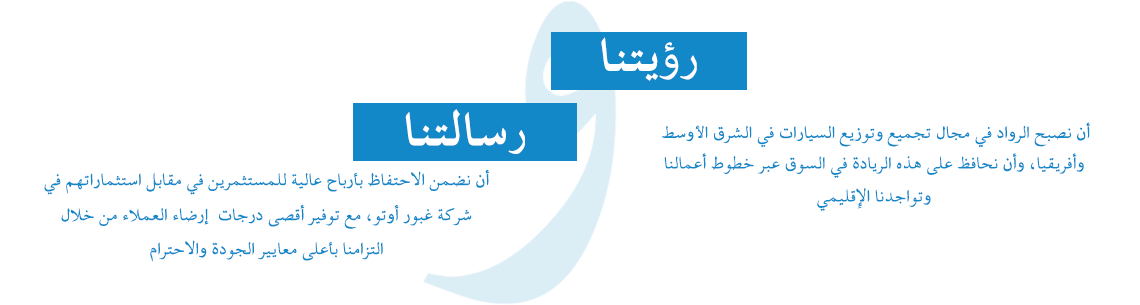 رؤيتنا
أن نصبح الرواد في مجال تجميع وتوزيع السيارات في الشرق الأوسط
وأفريقيا، وأن نحافظ على هذه الريادة في السوق عبر خطوط أعمالنا
وتواجدنا الإقليمي
و
رسالتنا
أن نضمن الاحتفاظ بأرباح عالية للمستثمرين في مقابل استثماراتهم في
شركة غبور أوتو، مع توفير أقصى درجات إرضاء العملاء من خلال
التزامنا بأعلى معايير الجودة والاحترام